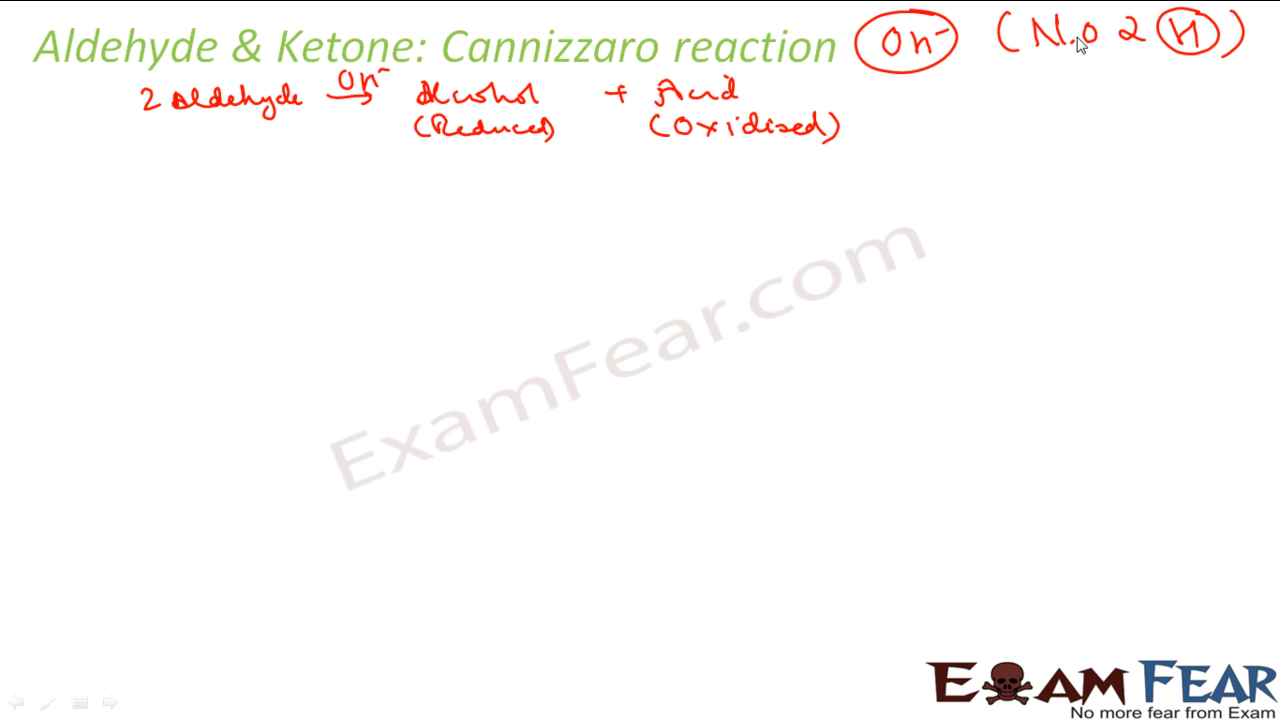 Aldehyde & Ketone: Cannizzaro reaction OH⁻ (No α H)
2 Aldehyde OH⁻→ Alcohol + Acid
(Reduced) (Oxidised)
ExamFear.com
EXAM FEAR
No more fear from Exam